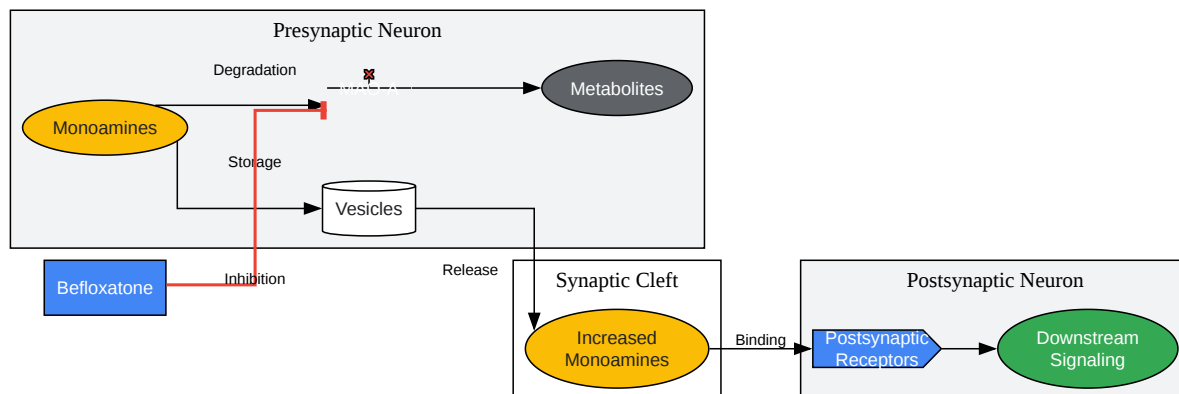 Presynaptic Neuron
Degradation
Metabolites
Monoamines
Storage
Vesicles
Befloxatone
Inhibition
Release
Synaptic Cleft
Increased
Monoamines
Binding
Postsynaptic Neuron
Postsynaptic
Receptors
Downstream
Signaling